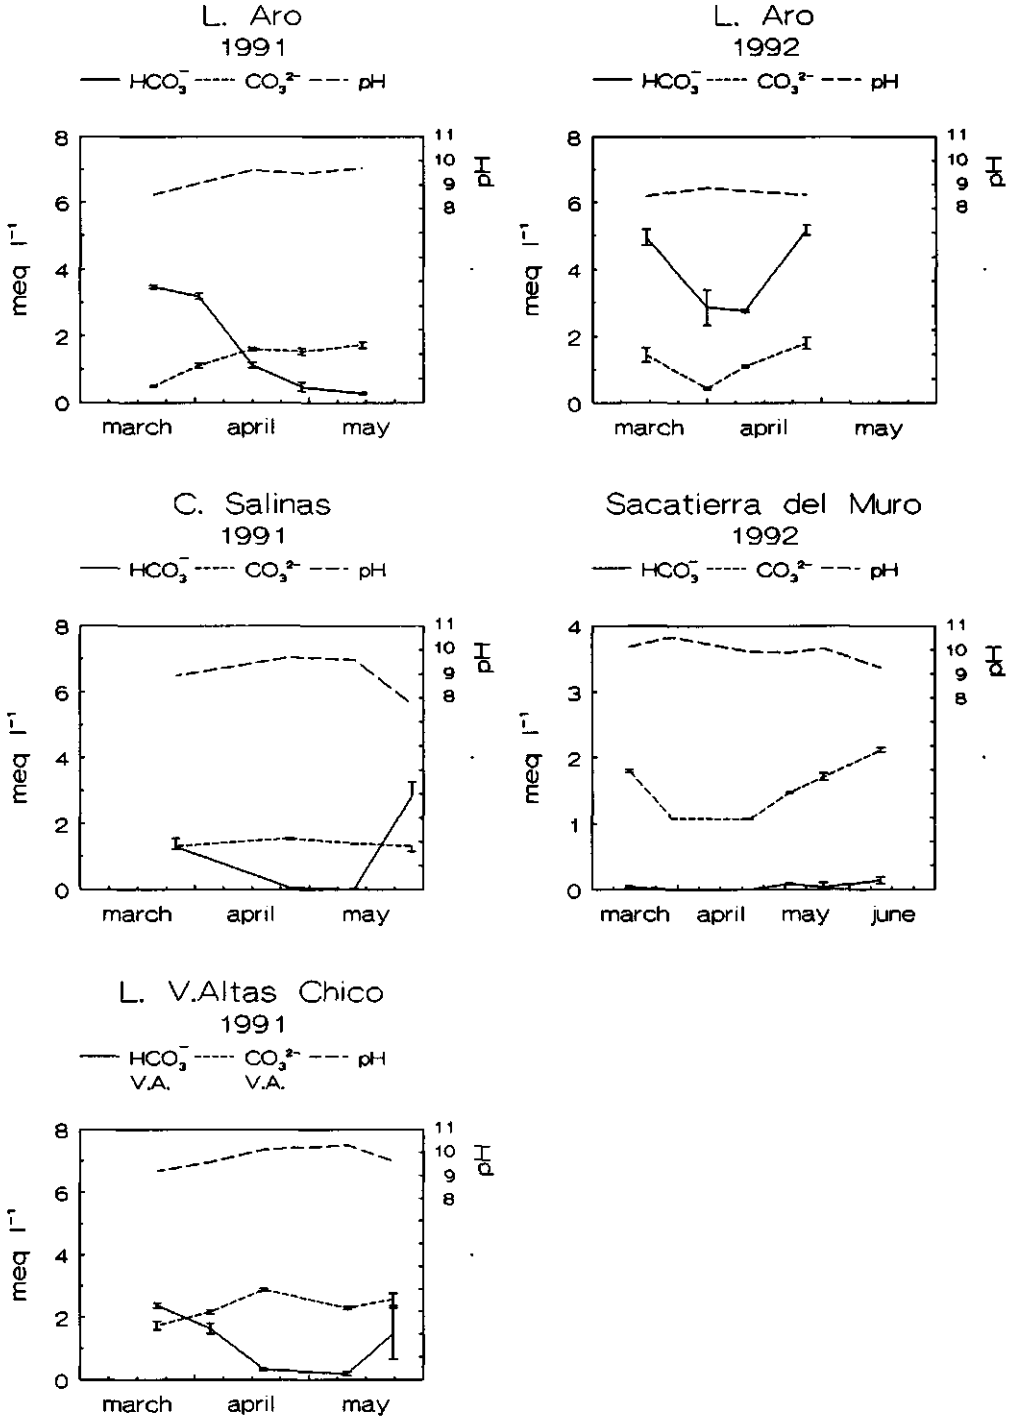 L. Aro
1991
HCO₃⁻ CO₃²⁻ pH
8
6
4
2
0
meq l⁻¹
11
10
9
8
pH
march april may
L. Aro
1992
HCO₃⁻ CO₃²⁻ pH
8
6
4
2
0
meq l⁻¹
11
10
9
8
pH
march april may
C. Salinas
1991
HCO₃⁻ CO₃²⁻ pH
8
6
4
2
0
meq l⁻¹
11
10
9
8
pH
march april may
Sacatierra del Muro
1992
HCO₃⁻ CO₃²⁻ pH
4
3
2
1
0
meq l⁻¹
11
10
9
8
pH
march april may june
L. V.Altas Chico
1991
HCO₃⁻ CO₃²⁻ pH
V.A. V.A.
8
6
4
2
0
meq l⁻¹
11
10
9
8
pH
march april may